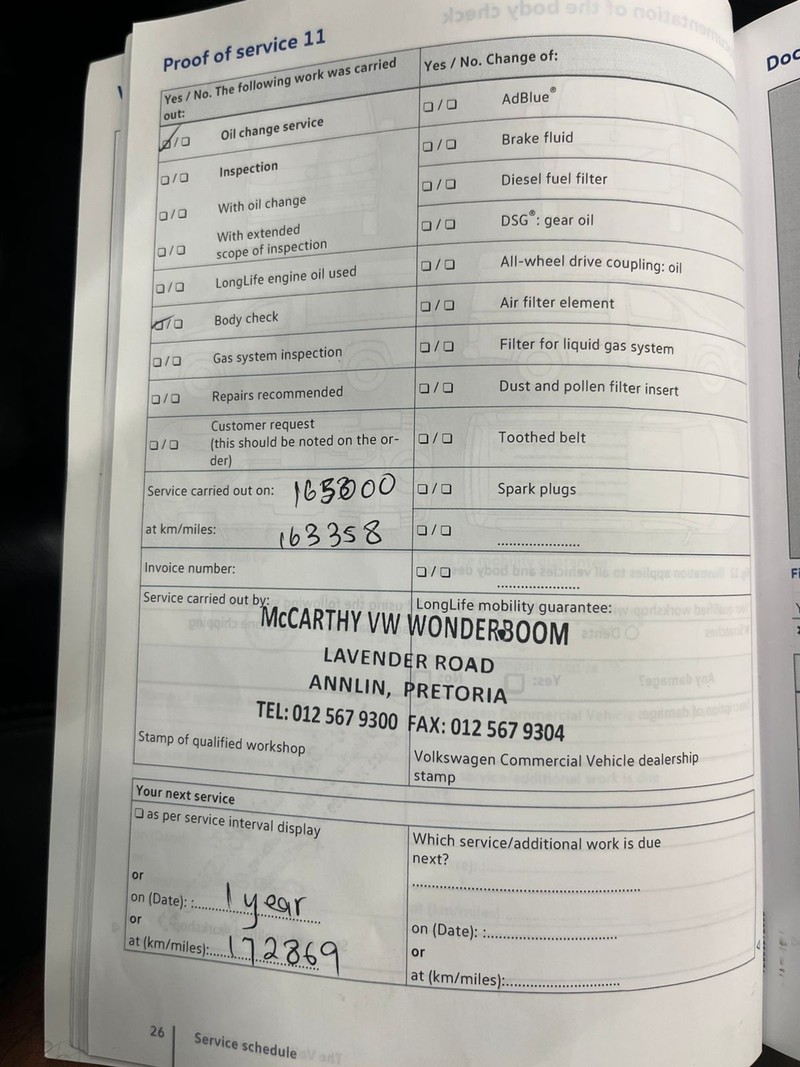 Proof of service 11
Yes / No. The following work was carried
out:
☑/❏ Oil change service
❏/❏ Inspection
❏/❏ With oil change
❏/❏ With extended
scope of inspection
❏/❏ LongLife engine oil used
☑/❏ Body check
❏/❏ Gas system inspection
❏/❏ Repairs recommended
❏/❏ Customer request
(this should be noted on the or-
der)
Service carried out on:
at km/miles: 163358
Invoice number:
Yes / No. Change of:
❏/❏ AdBlue®
❏/❏ Brake fluid
❏/❏ Diesel fuel filter
❏/❏ DSG®: gear oil
❏/❏ All-wheel drive coupling: oil
❏/❏ Air filter element
❏/❏ Filter for liquid gas system
❏/❏ Dust and pollen filter insert
❏/❏ Toothed belt
❏/❏ Spark plugs
❏/❏ ....................
❏/❏ ....................
Service carried out by:
LongLife mobility guarantee:
McCARTHY VW WONDERBOOM
LAVENDER ROAD
ANNLIN, PRETORIA
TEL: 012 567 9300 FAX: 012 567 9304
Stamp of qualified workshop
Volkswagen Commercial Vehicle dealership
stamp
Your next service
❏ as per service interval display
or
on (Date): : 1 year
or
at (km/miles): 172869
Which service/additional work is due
next?
on (Date): :
or
at (km/miles):
26 Service schedule
Doc